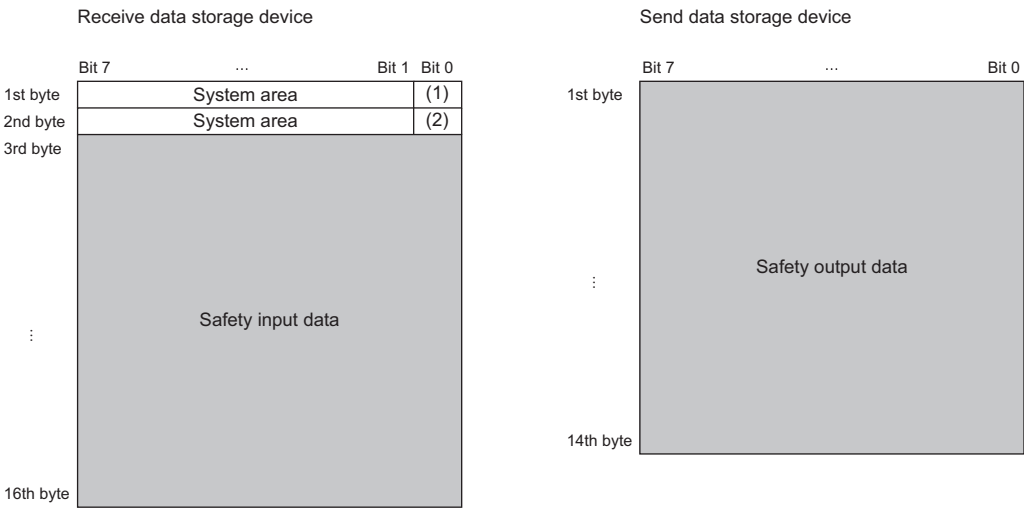 Receive data storage device
Bit 7 ... Bit 1 Bit 0
1st byte System area (1)
2nd byte System area (2)
3rd byte
Safety input data
⋮
16th byte
Send data storage device
Bit 7 ... Bit 0
1st byte
Safety output data
⋮
14th byte